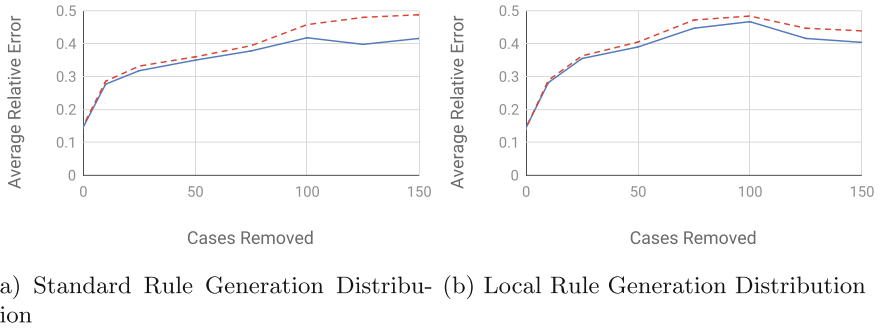 0.5
0.4
0.3
0.2
0.1
0
Average Relative Error
0 50 100 150
Cases Removed
0.5
0.4
0.3
0.2
0.1
0
Average Relative Error
0 50 100 150
Cases Removed
a) Standard Rule Generation Distribu-
ion
(b) Local Rule Generation Distribution